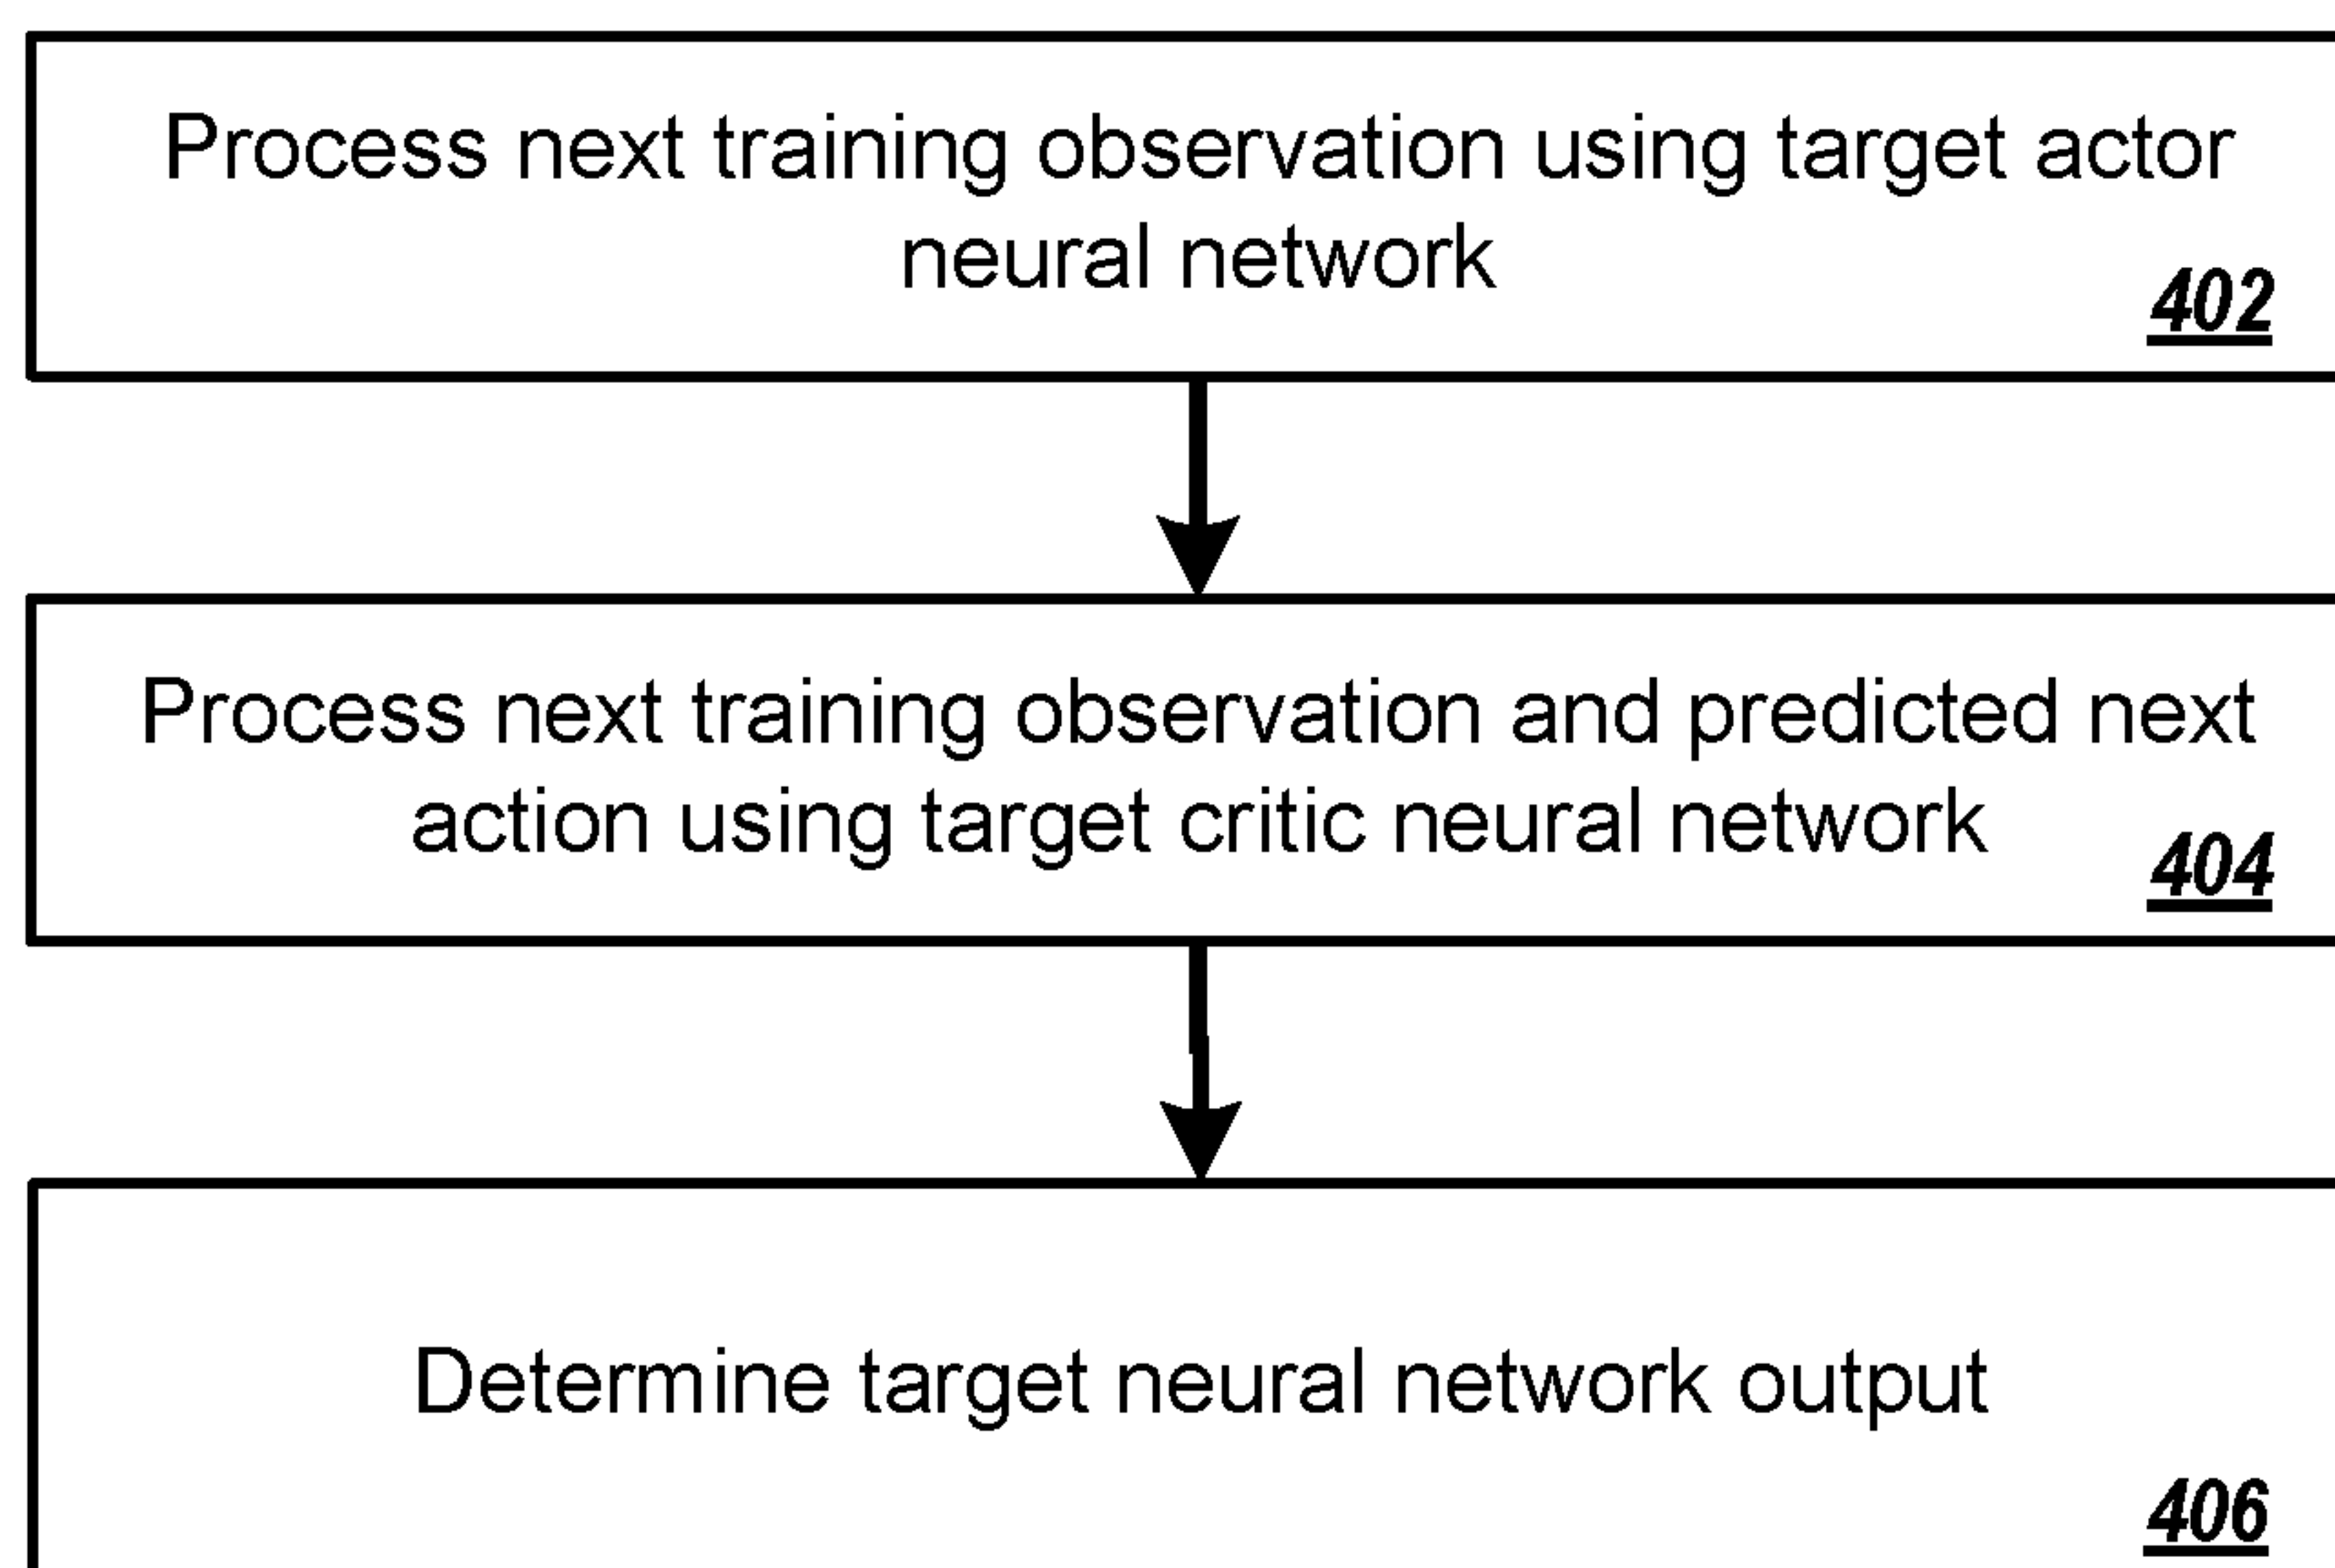 Process next training observation using target actor
neural network
402
Process next training observation and predicted next
action using target critic neural network
404
Determine target neural network output
406